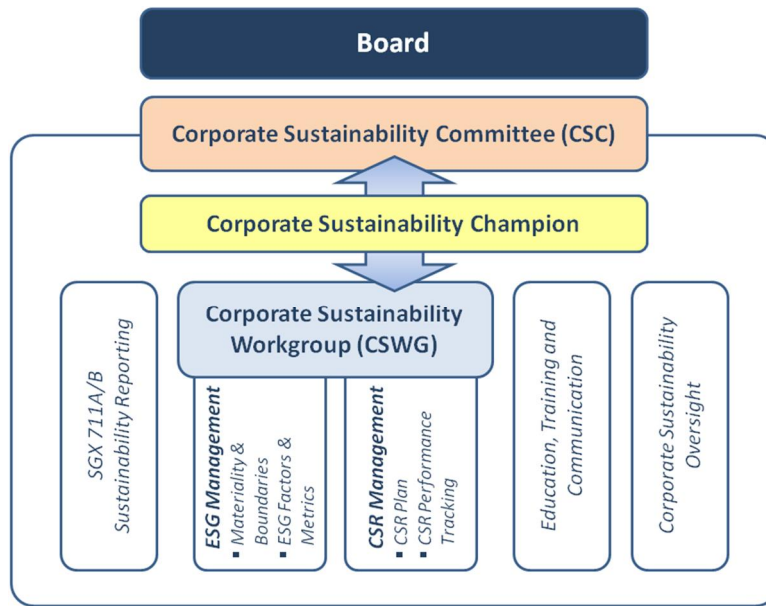 Board
Corporate Sustainability Committee (CSC)
Corporate Sustainability Champion
Corporate Sustainability
Workgroup (CSWG)
SGX 711A/B
Sustainability Reporting
ESG Management
▪ Materiality &
Boundaries
▪ ESG Factors &
Metrics
CSR Management
▪ CSR Plan
▪ CSR Performance
Tracking
Education, Training and
Communication
Corporate Sustainability
Oversight